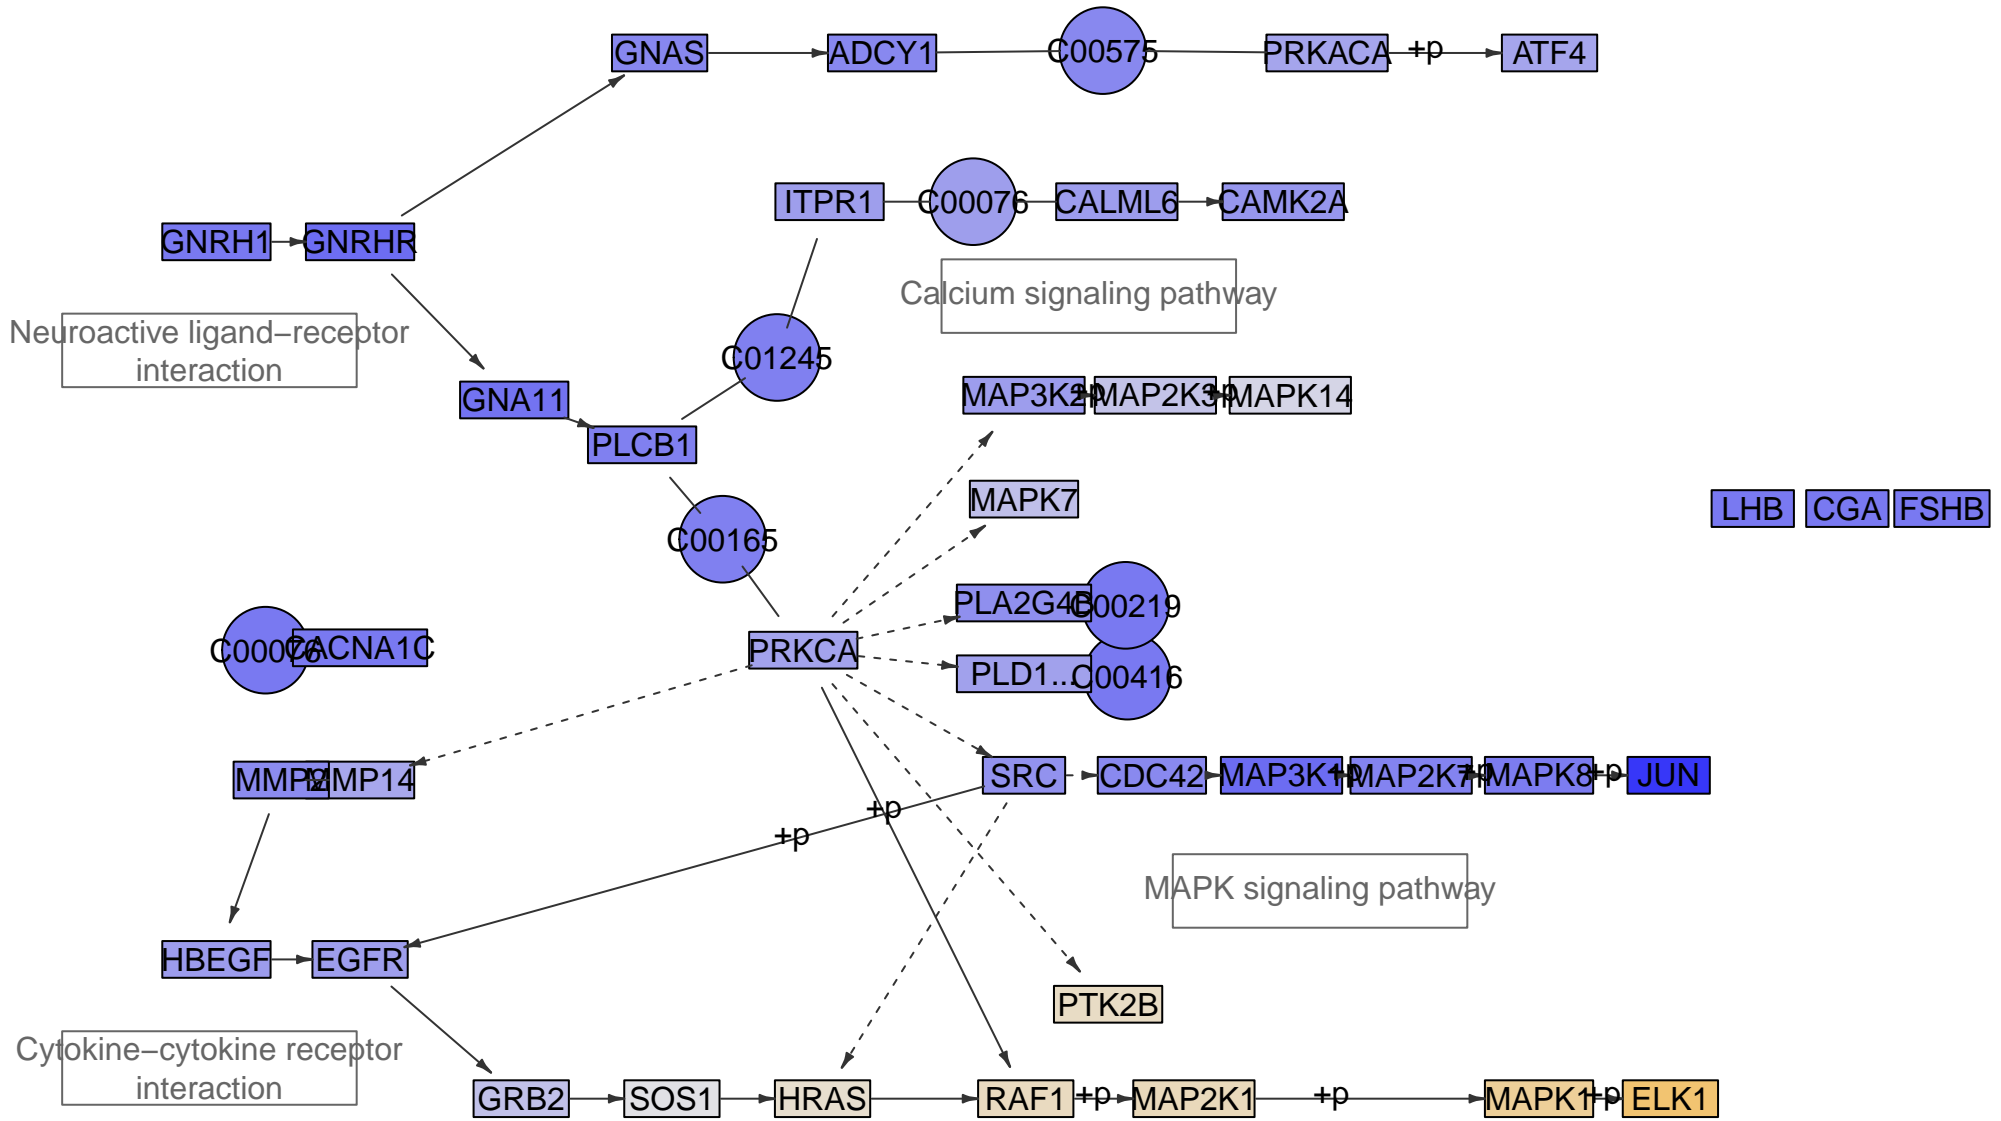 GNAS
ADCY1
C00575
PRKACA
+p
ATF4
ITPR1
C00076
CALML6
CAMK2A
GNRH1
GNRHR
Calcium signaling pathway
Neuroactive ligand−receptor
interaction
C01245
GNA11
MAP3K2
+p
MAP2K3
+p
MAPK14
PLCB1
MAPK7
LHB
CGA
FSHB
C00165
PLA2G4B
C00219
C00076
CACNA1C
PRKCA
PLD1...
C00416
MMP2
MMP14
SRC
CDC42
MAP3K1
+p
MAP2K7
+p
MAPK8
+p
JUN
+p
+p
MAPK signaling pathway
HBEGF
EGFR
PTK2B
Cytokine−cytokine receptor
interaction
GRB2
SOS1
HRAS
RAF1
+p
MAP2K1
+p
MAPK1
+p
ELK1